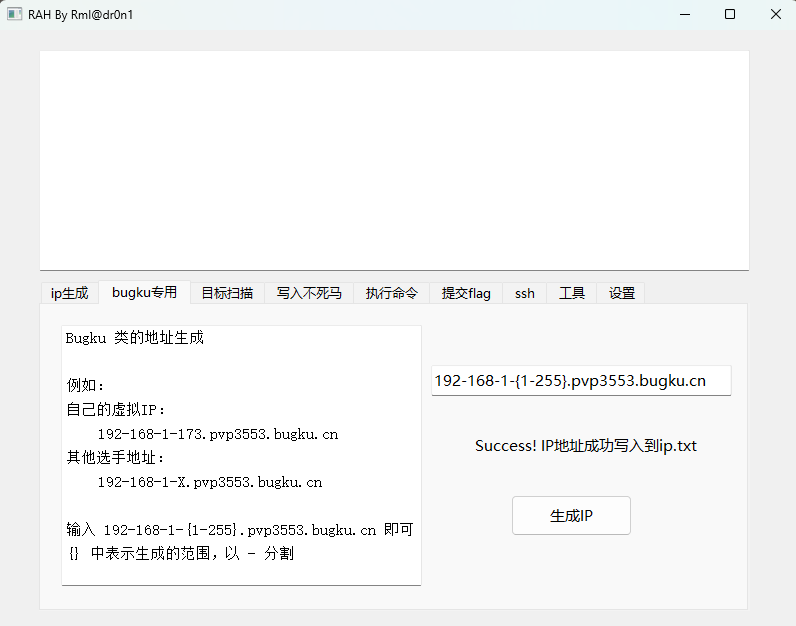 RAH By Rml@dr0n1
ip生成 bugku专用 目标扫描 写入不死马 执行命令 提交flag ssh 工具 设置
Bugku 类的地址生成
例如：
自己的虚拟IP：
192-168-1-173.pvp3553.bugku.cn
其他选手地址：
192-168-1-X.pvp3553.bugku.cn
输入 192-168-1-{1-255}.pvp3553.bugku.cn 即可
{} 中表示生成的范围，以 - 分割
192-168-1-{1-255}.pvp3553.bugku.cn
Success! IP地址成功写入到ip.txt
生成IP